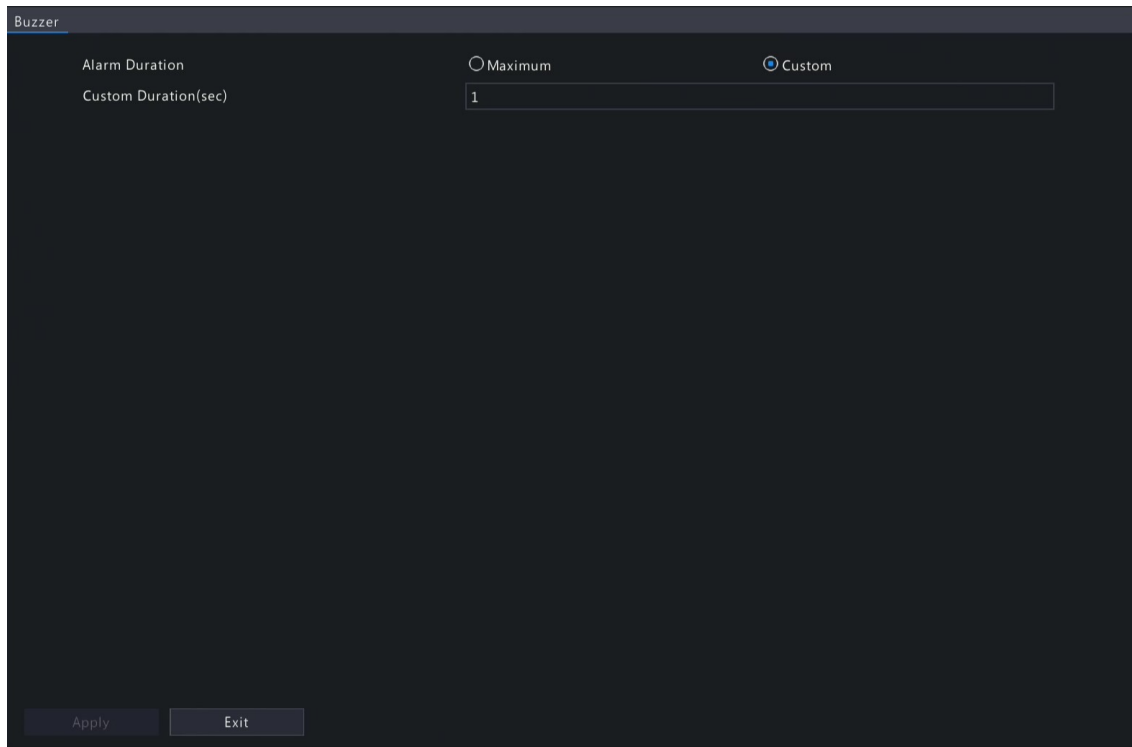 Buzzer
Alarm Duration Maximum Custom
Custom Duration(sec) 1
Apply Exit